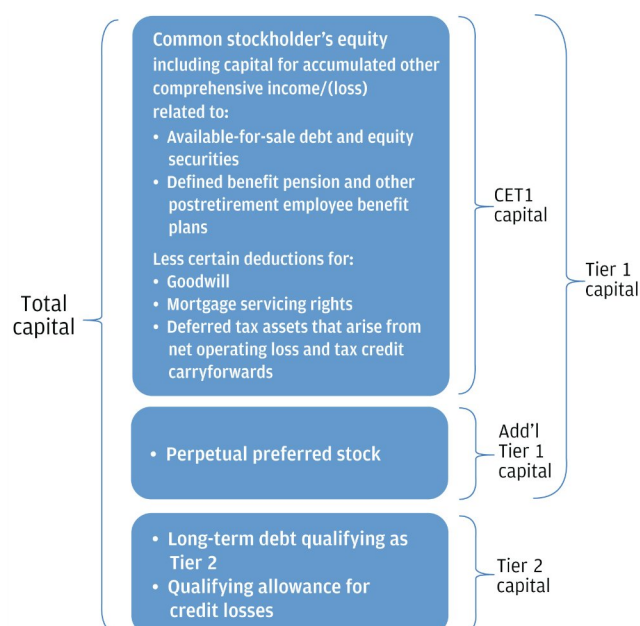 Common stockholder's equity
including capital for accumulated other
comprehensive income/(loss)
related to:
• Available-for-sale debt and equity
securities
• Defined benefit pension and other
postretirement employee benefit
plans
Less certain deductions for:
• Goodwill
• Mortgage servicing rights
• Deferred tax assets that arise from
net operating loss and tax credit
carryforwards
CET1
capital
Tier 1
capital
Total
capital
• Perpetual preferred stock
Add'l
Tier 1
capital
• Long-term debt qualifying as
Tier 2
• Qualifying allowance for
credit losses
Tier 2
capital